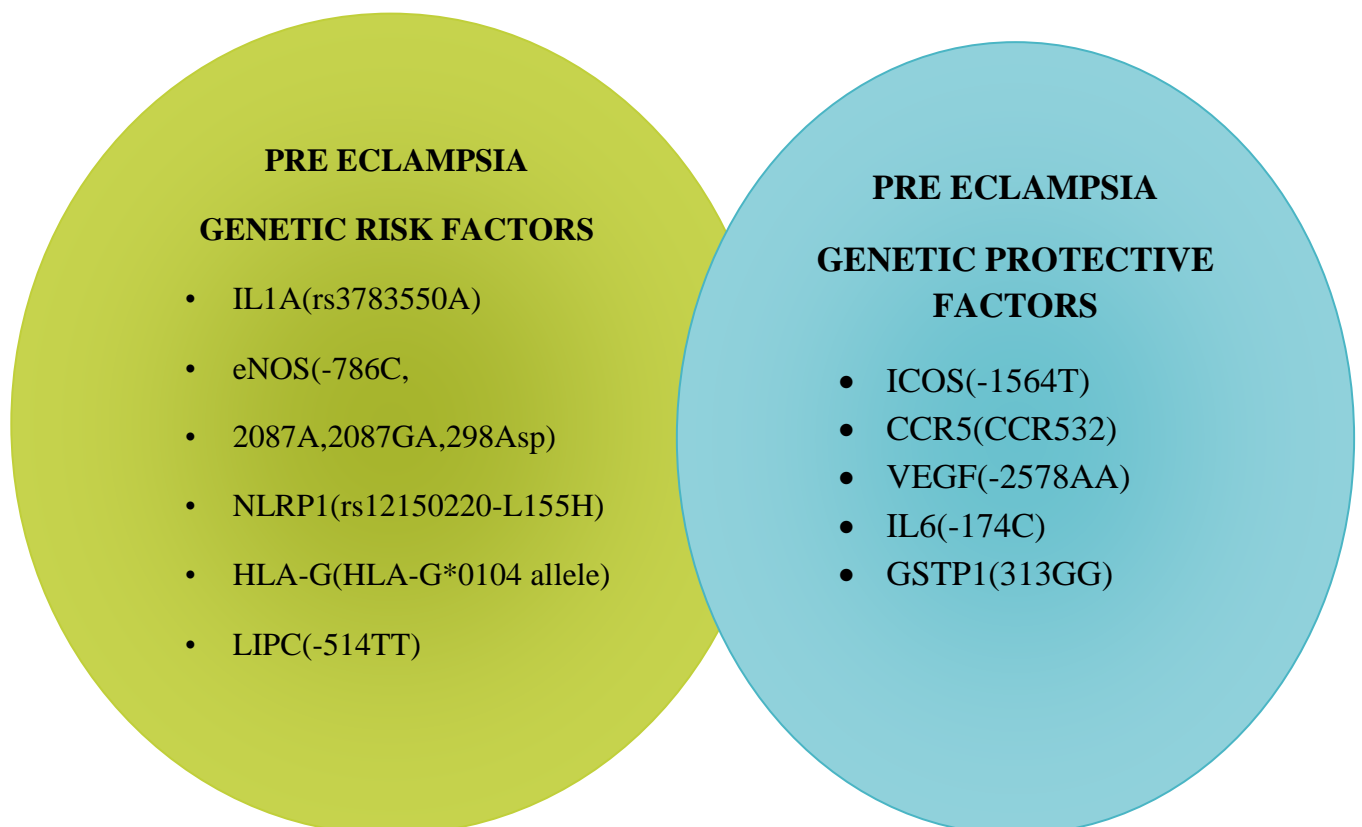 PRE ECLAMPSIA
GENETIC RISK FACTORS
• IL1A(rs3783550A)
• eNOS(-786C,
• 2087A,2087GA,298Asp)
• NLRP1(rs12150220-L155H)
• HLA-G(HLA-G*0104 allele)
• LIPC(-514TT)
PRE ECLAMPSIA
GENETIC PROTECTIVE
FACTORS
• ICOS(-1564T)
• CCR5(CCR532)
• VEGF(-2578AA)
• IL6(-174C)
• GSTP1(313GG)